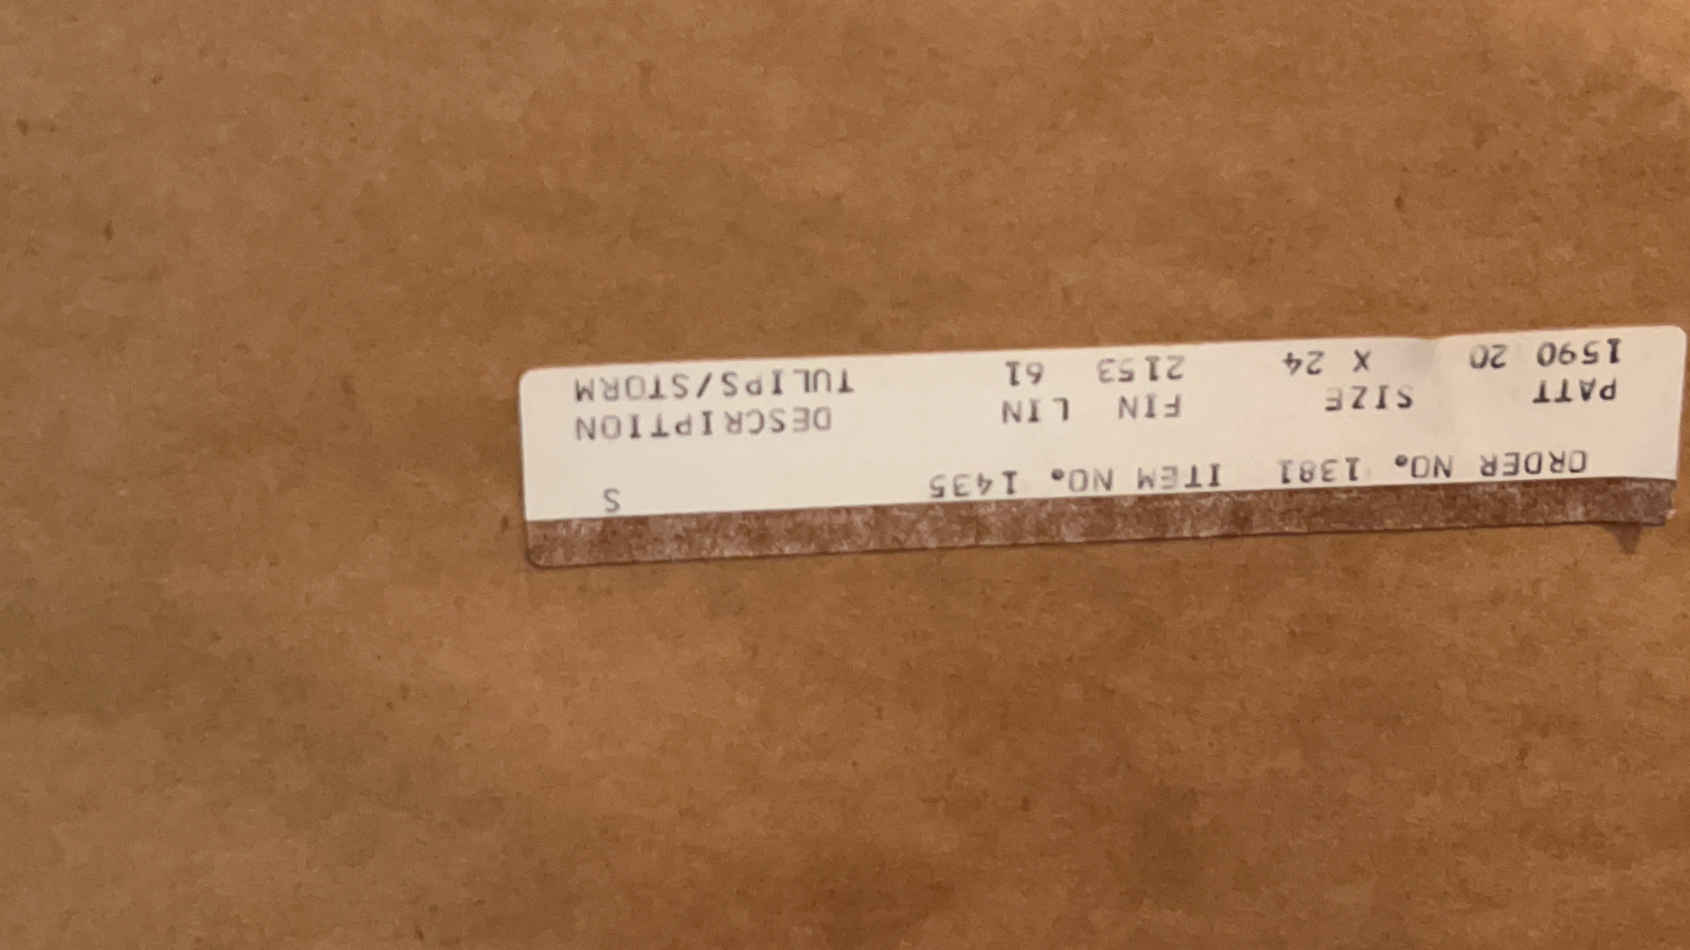 ORDER NO. 1381 ITEM NO. 1435 S
PATT SIZE FIN LIN DESCRIPTION
1590 20 X 24 2153 61 TULIPS/STORM